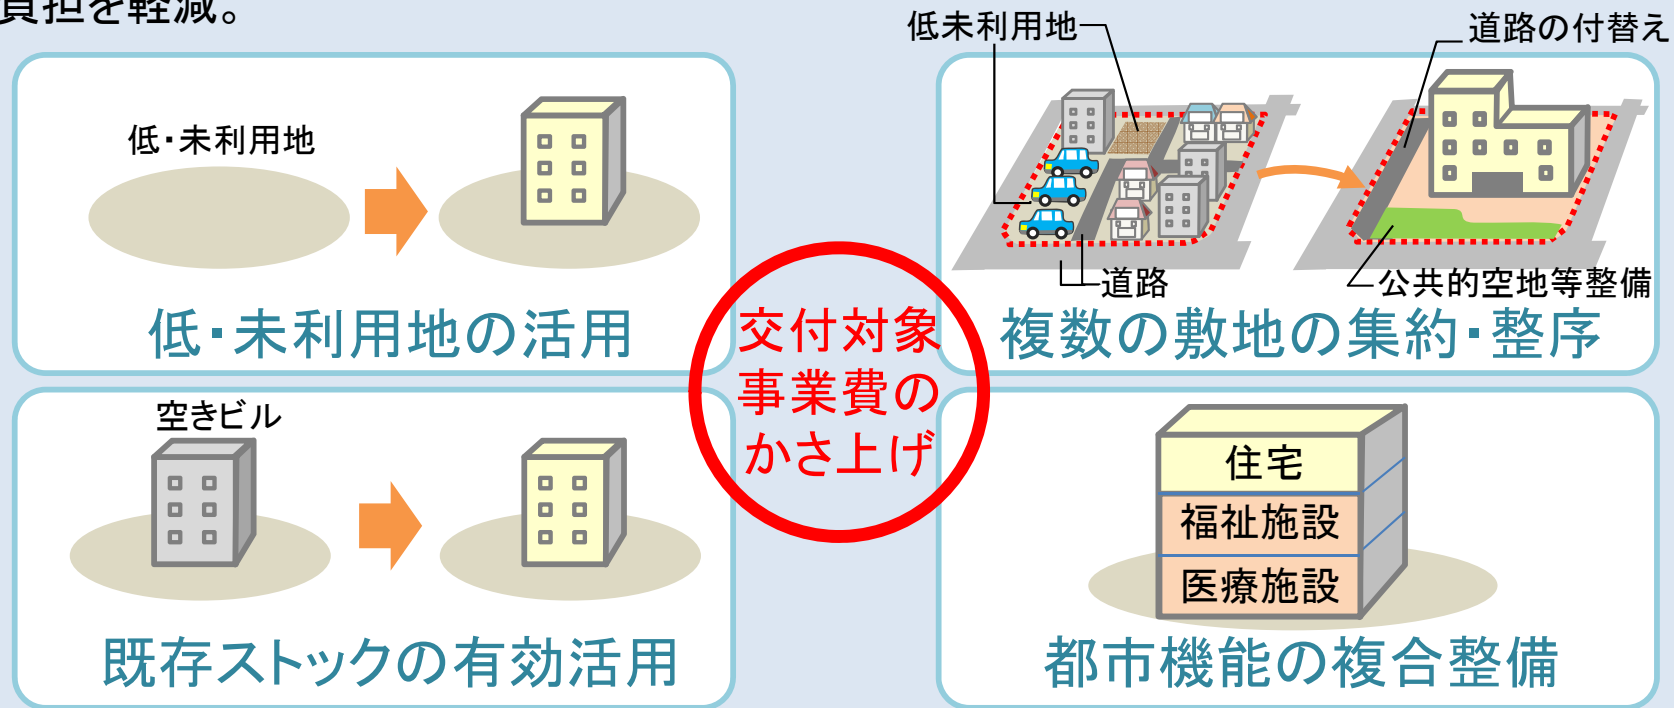 負担を軽減。
低・未利用地
低・未利用地の活用
低未利用地
道路の付替え
道路
公共的空地等整備
複数の敷地の集約・整序
交付対象
事業費の
かさ上げ
空きビル
既存ストックの有効活用
住宅
福祉施設
医療施設
都市機能の複合整備